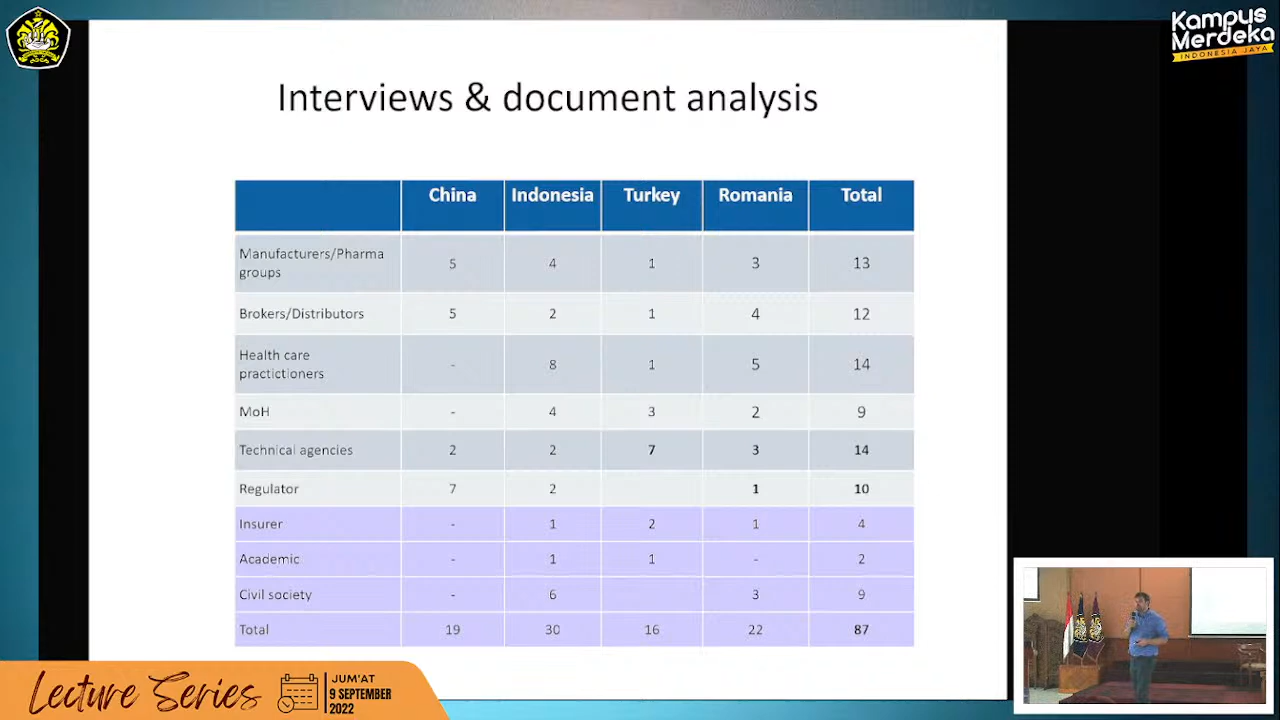 Kampus
Merdeka
INDONESIA JAYA
Interviews & document analysis
China Indonesia Turkey Romania Total
Manufacturers/Pharma
groups 5 4 1 3 13
Brokers/Distributors 5 2 1 4 12
Health care
practictioners - 8 1 5 14
MoH - 4 3 2 9
Technical agencies 2 2 7 3 14
Regulator 7 2 1 10
Insurer - 1 2 1 4
Academic - 1 1 - 2
Civil society - 6 3 9
Total 19 30 16 22 87
Lecture Series
JUM'AT
9 SEPTEMBER
2022